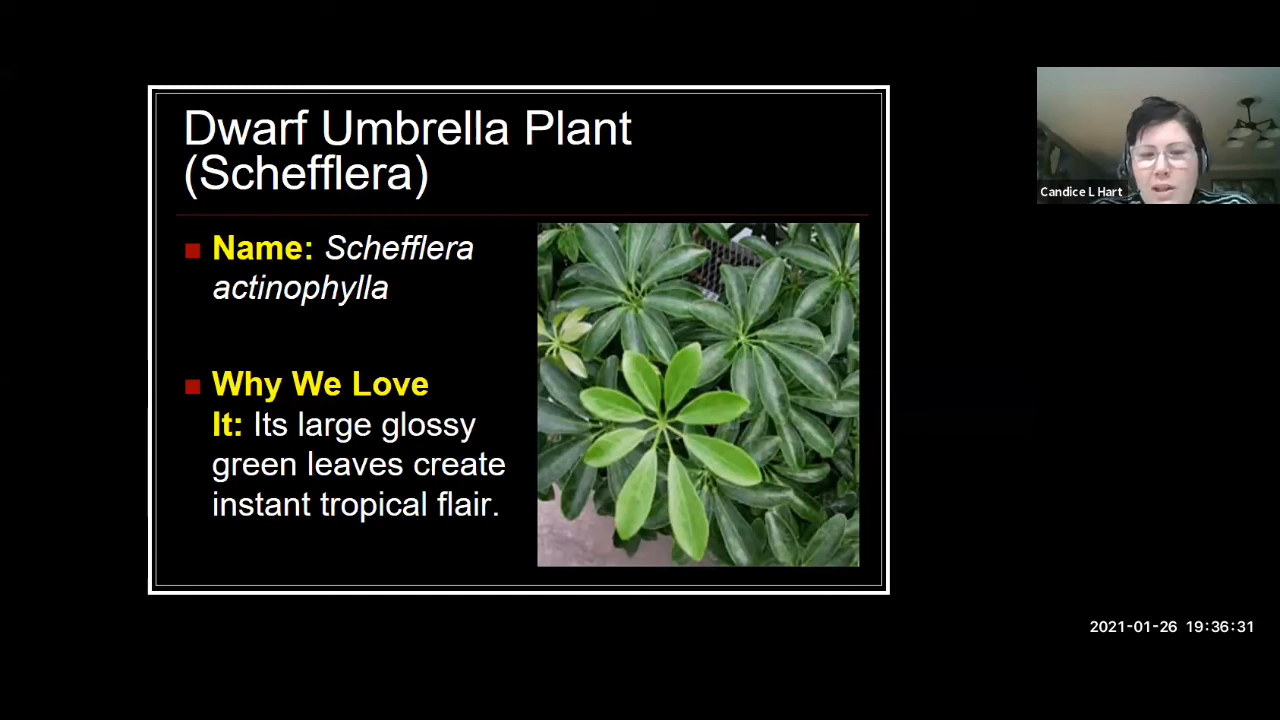 Dwarf Umbrella Plant
(Schefflera)
Name: Schefflera
actinophylla
Why We Love
It: Its large glossy
green leaves create
instant tropical flair.
Candice L Hart
2021-01-26 19:36:31